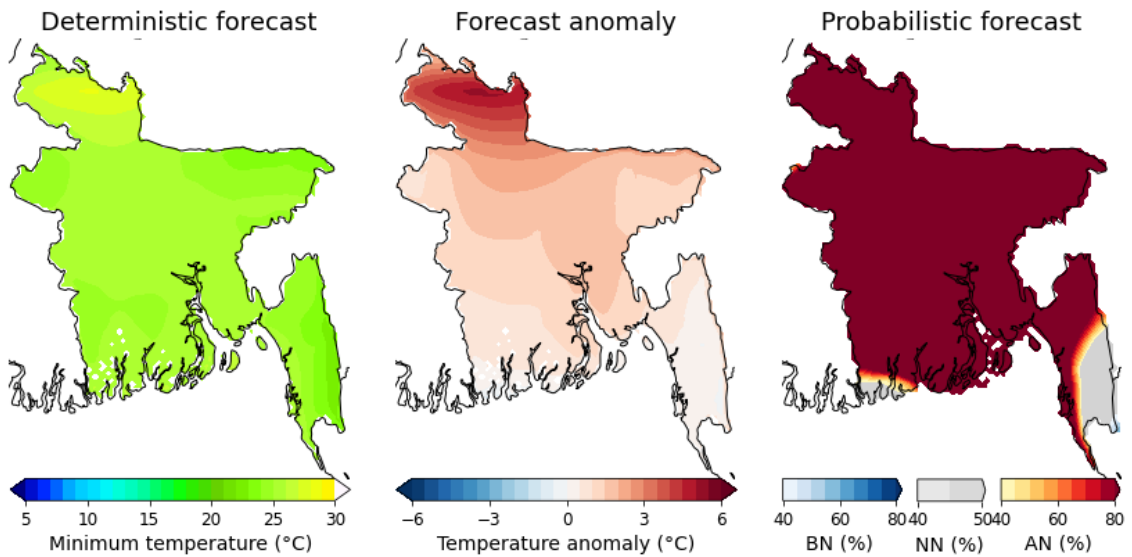 Deterministic forecast
Forecast anomaly
Probabilistic forecast
5 10 15 20 25 30
Minimum temperature (°C)
−6 −3 0 3 6
Temperature anomaly (°C)
40 60 80
BN (%)
40 50
NN (%)
40 60 80
AN (%)